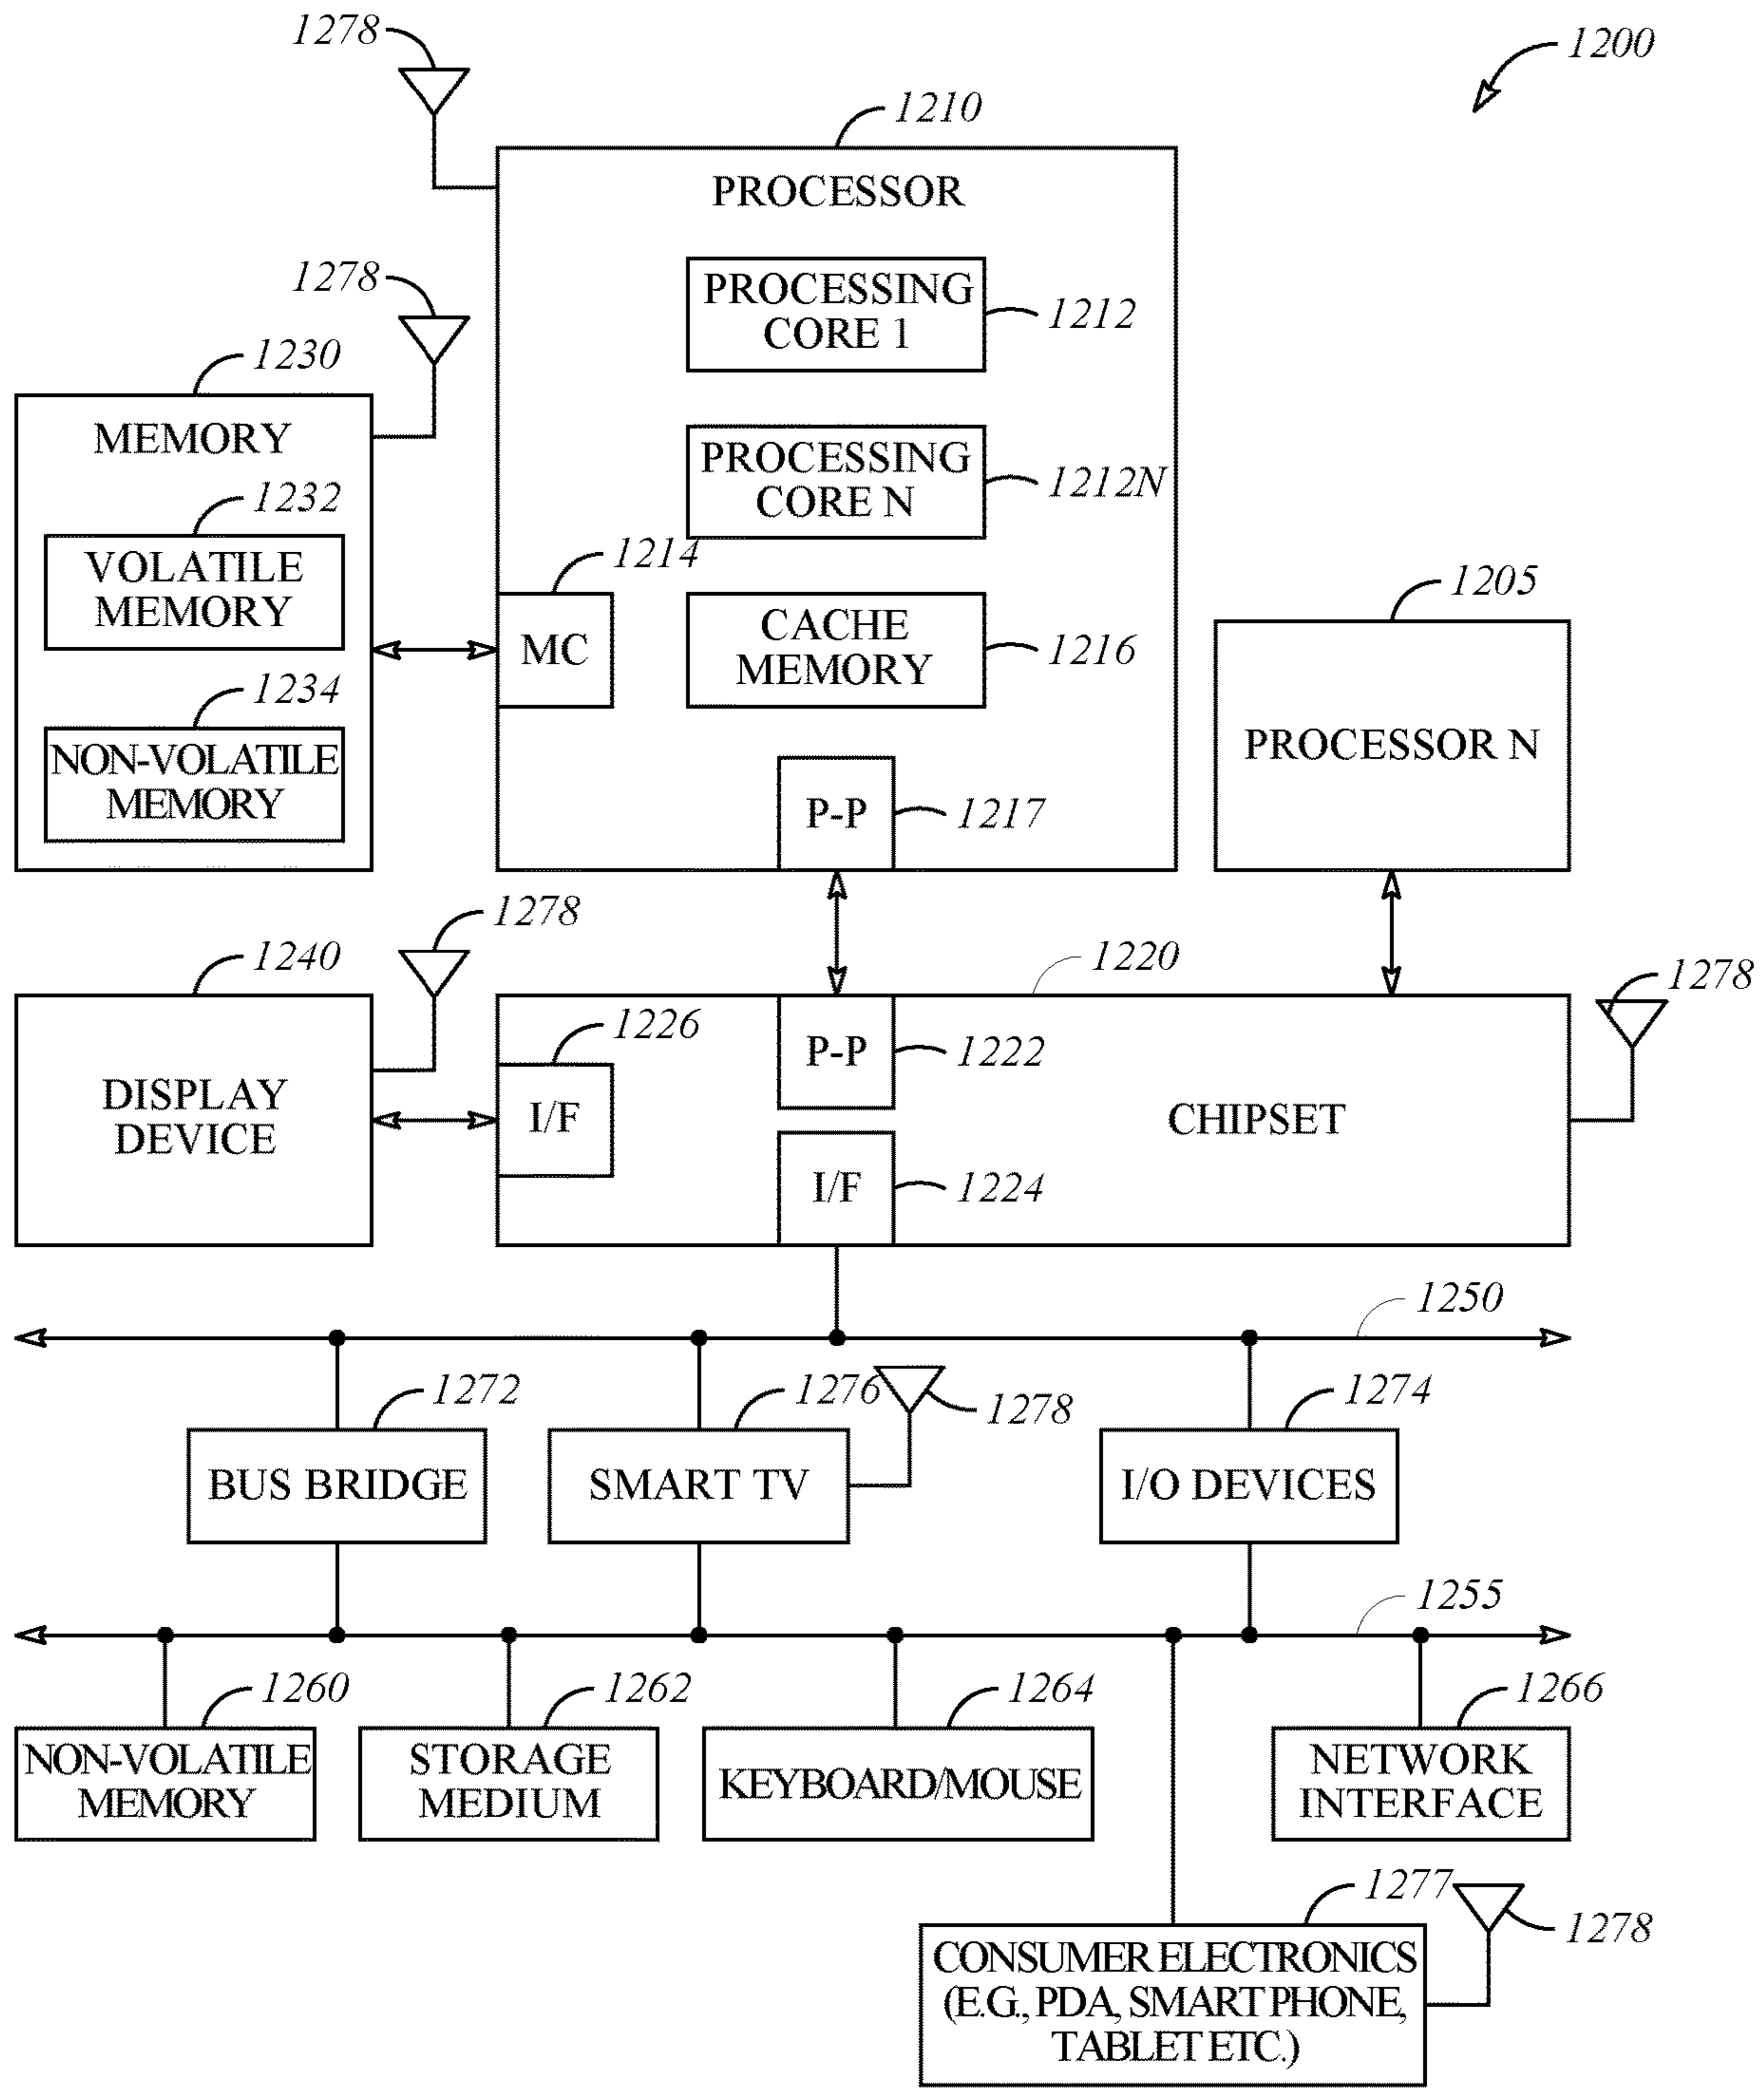 1278
1200
1210
PROCESSOR
PROCESSING
CORE 1
1212
1278
1230
MEMORY
PROCESSING
CORE N
1212N
1232
VOLATILE
MEMORY
1214
MC
CACHE
MEMORY
1216
1205
PROCESSOR N
1234
NON-VOLATILE
MEMORY
P-P
1217
1278
1240
1220
1278
DISPLAY
DEVICE
1226
I/F
P-P
1222
CHIPSET
I/F
1224
1250
1272
1276
1278
1274
BUS BRIDGE
SMART TV
I/O DEVICES
1255
1260
1262
1264
1266
NON-VOLATILE
MEMORY
STORAGE
MEDIUM
KEYBOARD/MOUSE
NETWORK
INTERFACE
1277
1278
CONSUMER ELECTRONICS
(E.G., PDA, SMART PHONE,
TABLET ETC.)